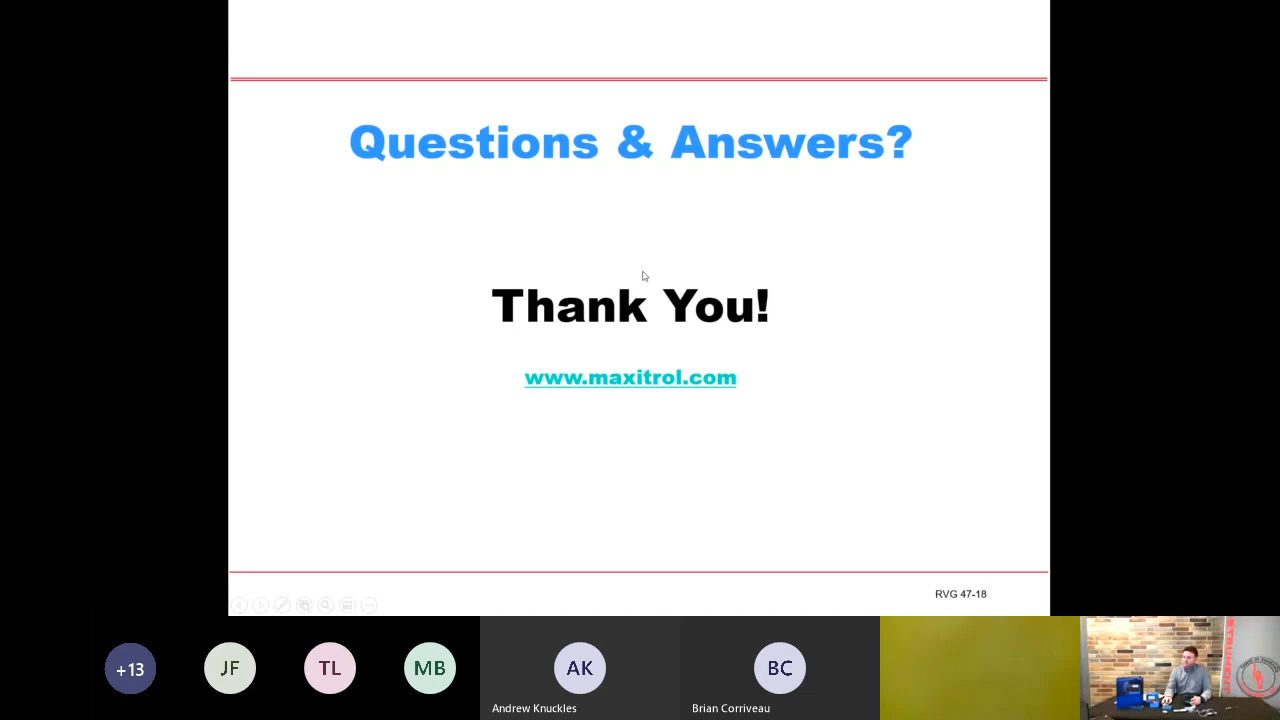 Questions & Answers?
Thank You!
www.maxitrol.com
RVG 47-18
+13
JF
TL
MB
AK
BC
Andrew Knuckles
Brian Corriveau